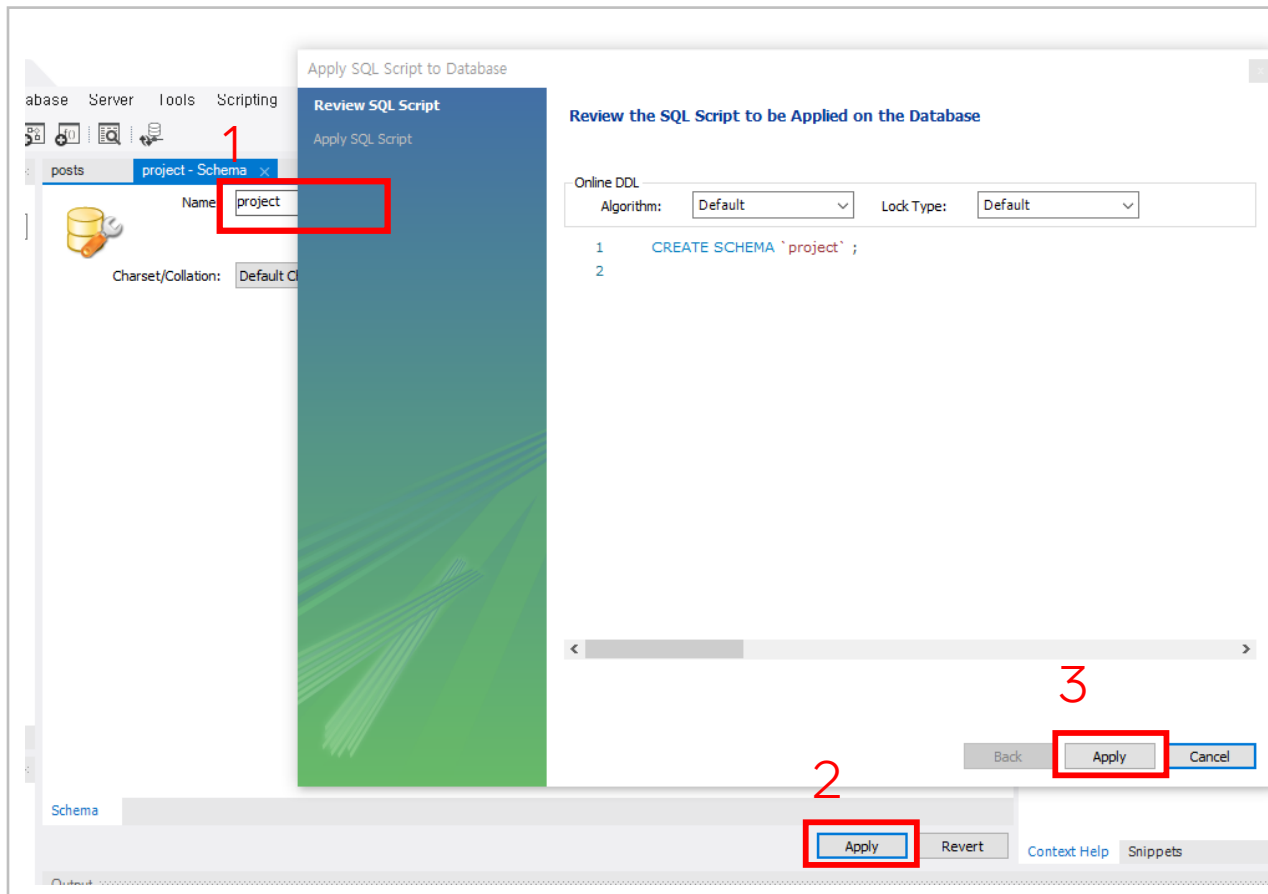 Apply SQL Script to Database
abase Server Tools Scripting
Review SQL Script
Apply SQL Script
Review the SQL Script to be Applied on the Database
1
posts project - Schema
Name project
Online DDL
Algorithm: Default Lock Type: Default
1 CREATE SCHEMA `project` ;
2
Charset/Collation: Default C
3
Back Apply Cancel
2
Schema
Apply Revert
Context Help Snippets
Output